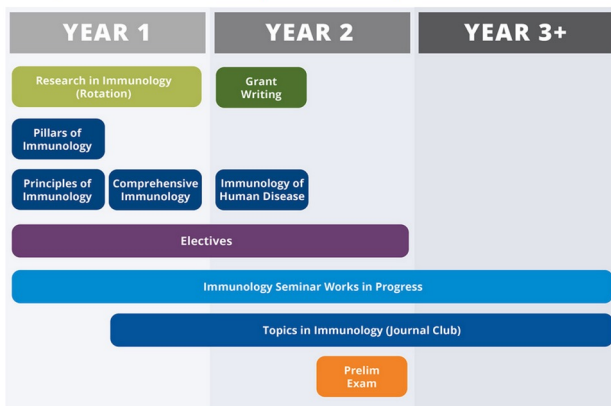 YEAR 1
YEAR 2
YEAR 3+
Research in Immunology
(Rotation)
Grant
Writing
Pillars of
Immunology
Principles of
Immunology
Comprehensive
Immunology
Immunology of
Human Disease
Electives
Immunology Seminar Works in Progress
Topics in Immunology (Journal Club)
Prelim
Exam